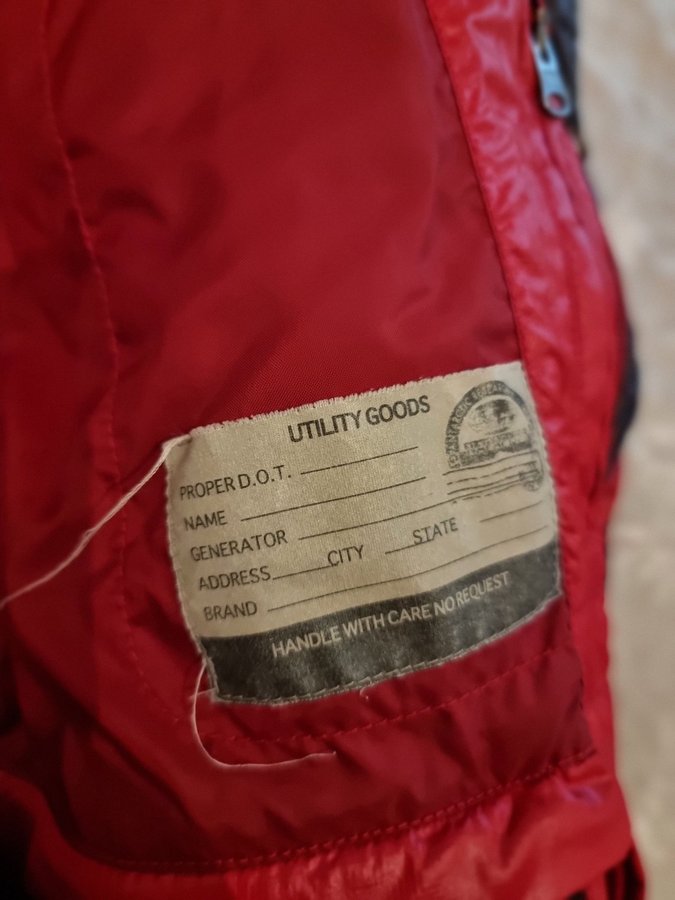 UTILITY GOODS
PROPER D.O.T.
NAME
GENERATOR
ADDRESS CITY STATE
BRAND
HANDLE WITH CARE NO REQUEST